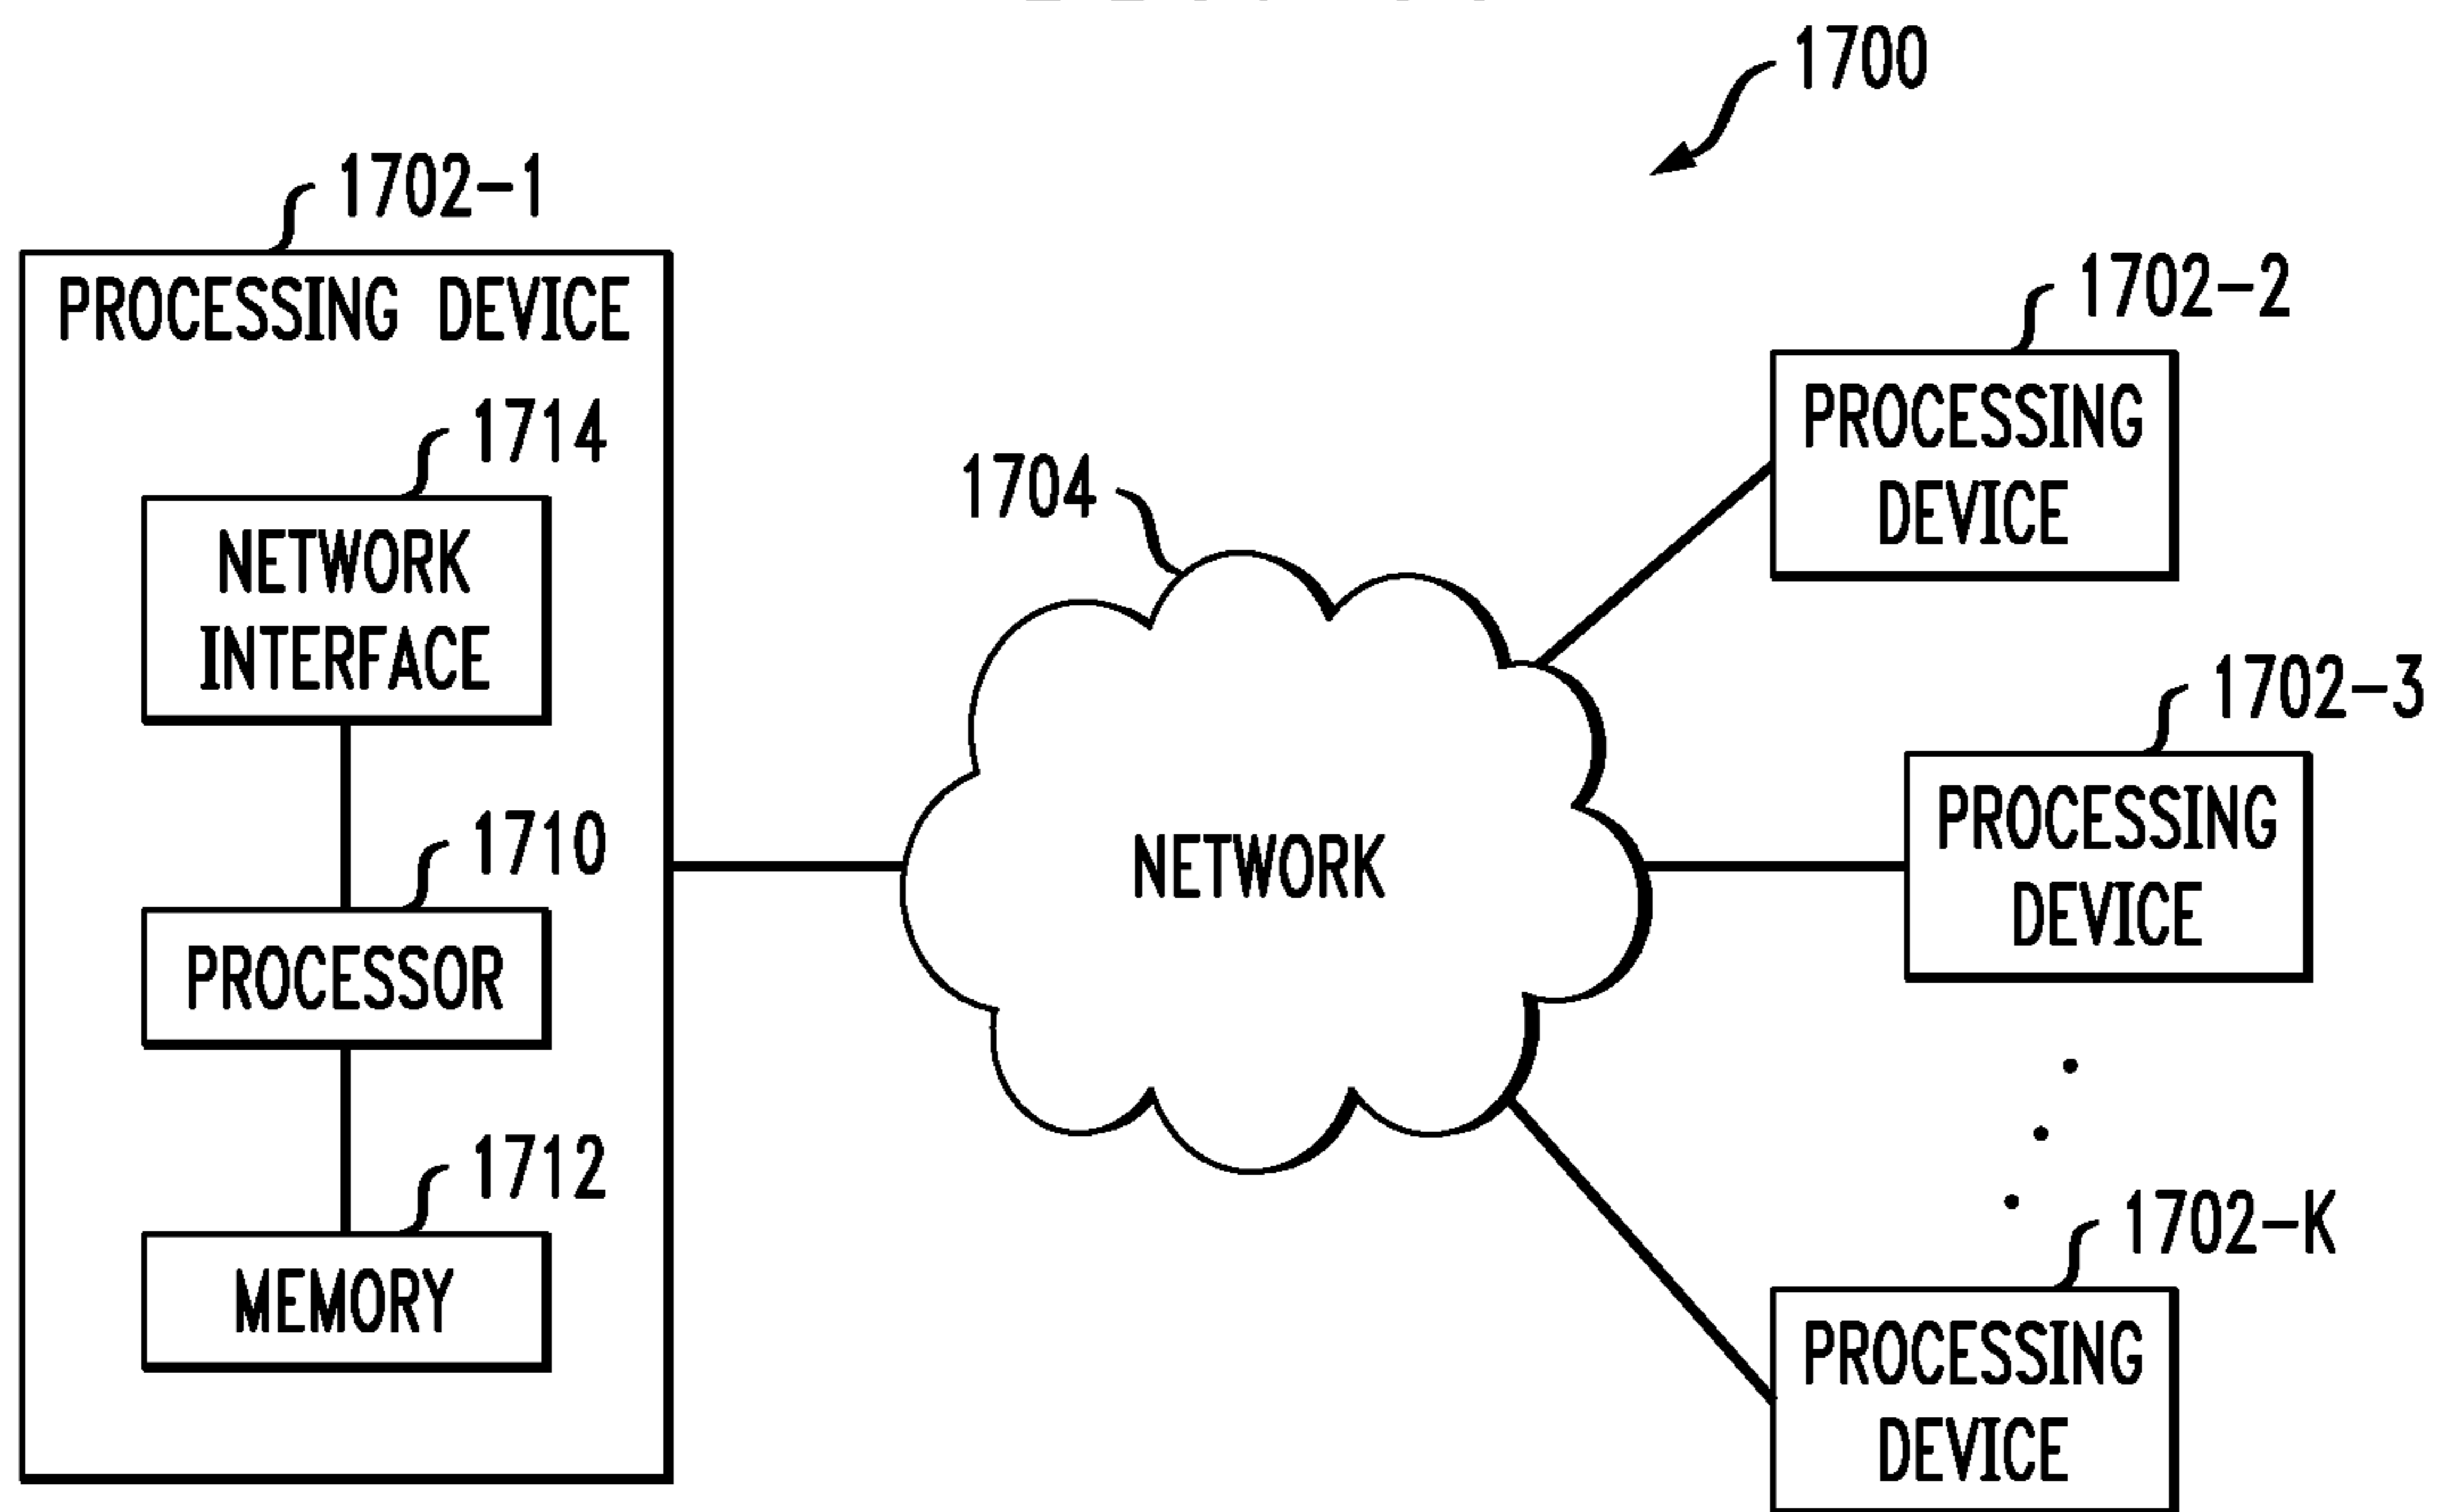 1700
1702-1
PROCESSING DEVICE
1714
NETWORK
INTERFACE
1710
PROCESSOR
1712
MEMORY
1704
NETWORK
1702-2
PROCESSING
DEVICE
1702-3
PROCESSING
DEVICE
1702-K
PROCESSING
DEVICE